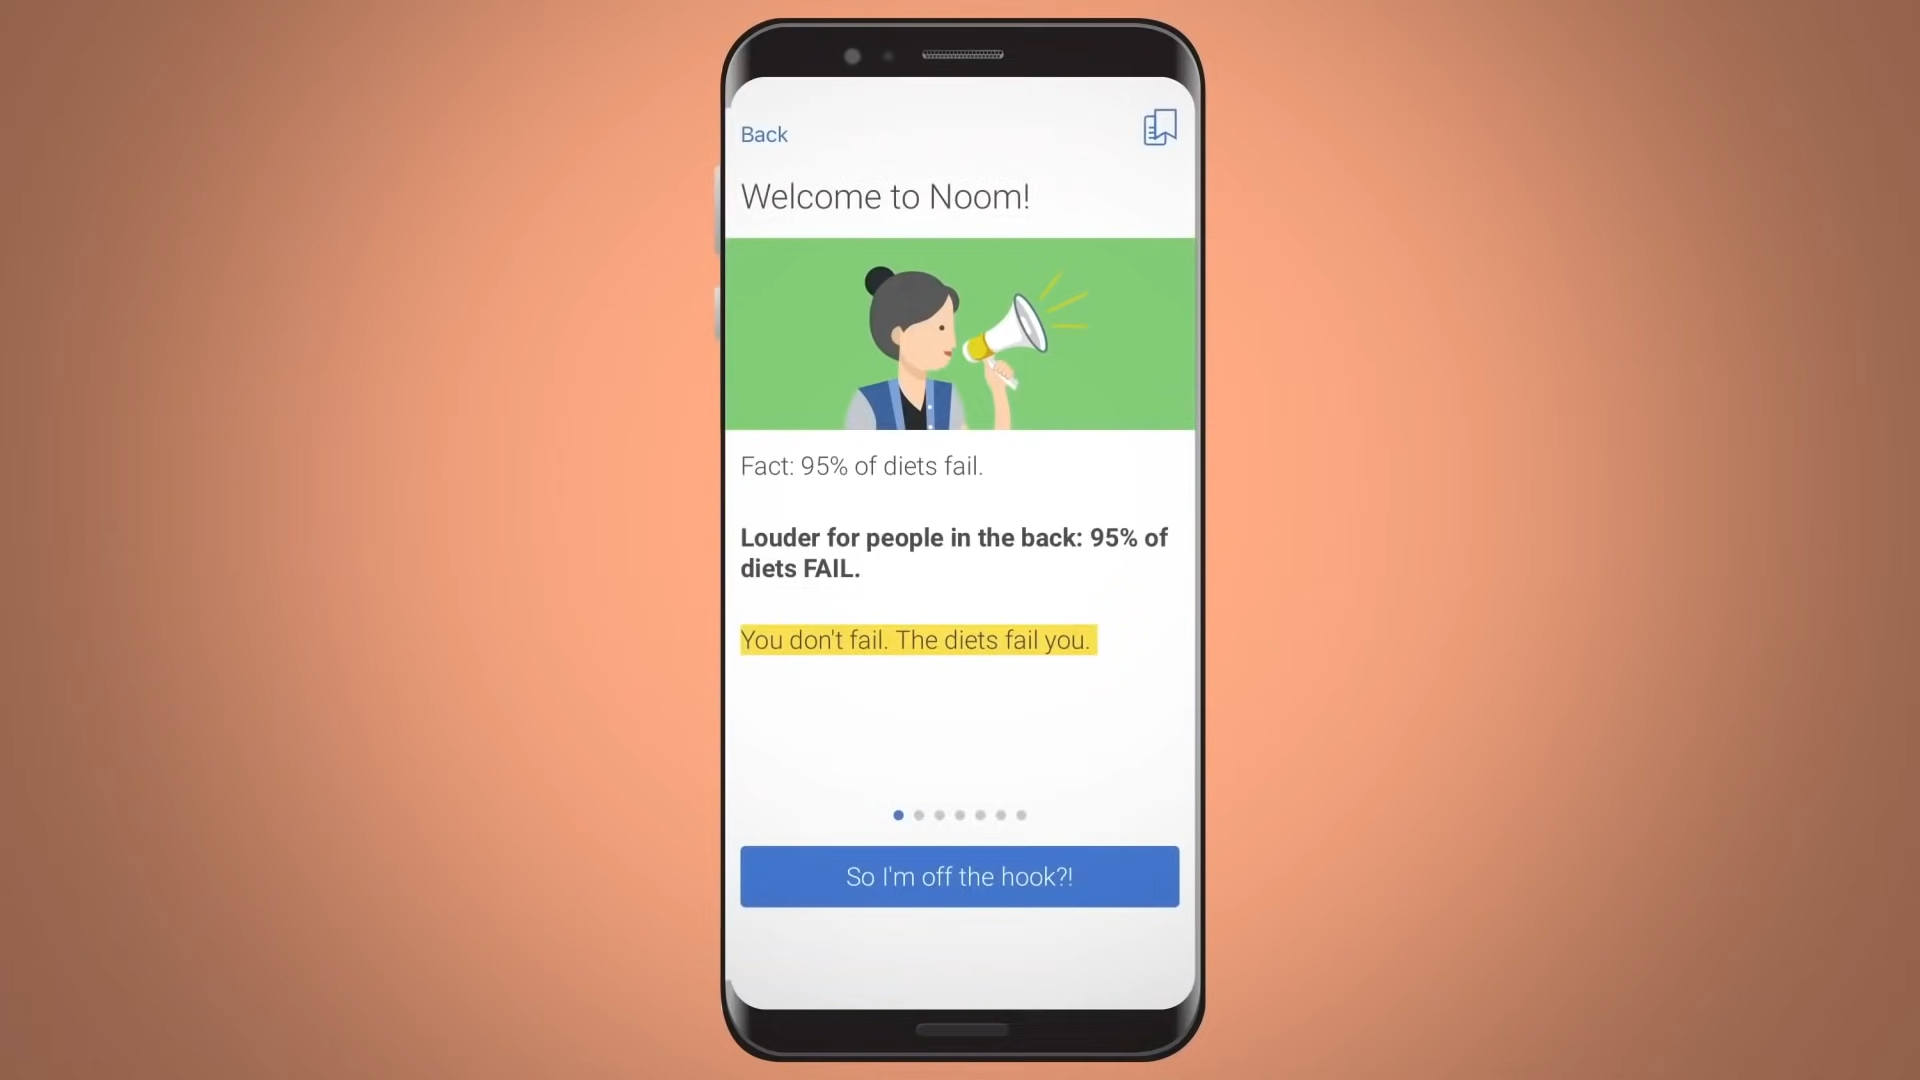 Back
Welcome to Noom!
Fact: 95% of diets fail.
Louder for people in the back: 95% of
diets FAIL.
You don't fail. The diets fail you.
So I'm off the hook?!